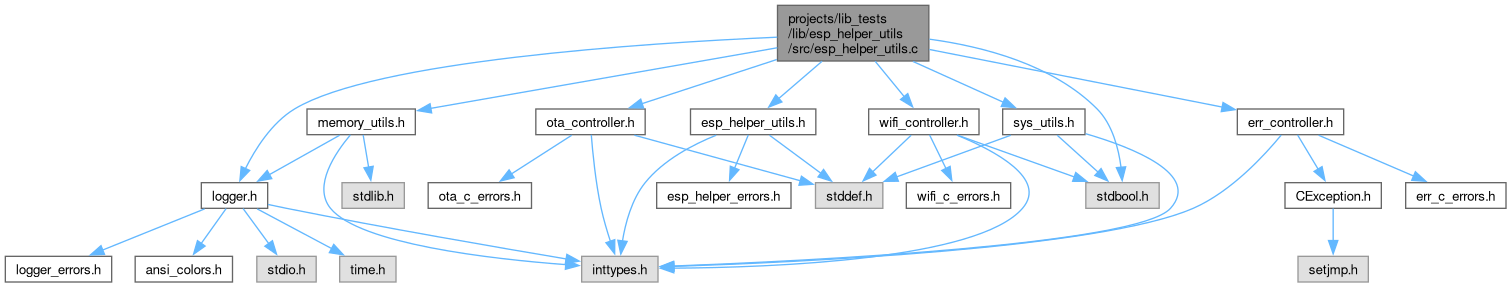 projects/lib_tests
/lib/esp_helper_utils
/src/esp_helper_utils.c
memory_utils.h
ota_controller.h
esp_helper_utils.h
wifi_controller.h
sys_utils.h
err_controller.h
logger.h
stdlib.h
ota_c_errors.h
esp_helper_errors.h
stddef.h
wifi_c_errors.h
stdbool.h
CException.h
err_c_errors.h
logger_errors.h
ansi_colors.h
stdio.h
time.h
inttypes.h
setjmp.h